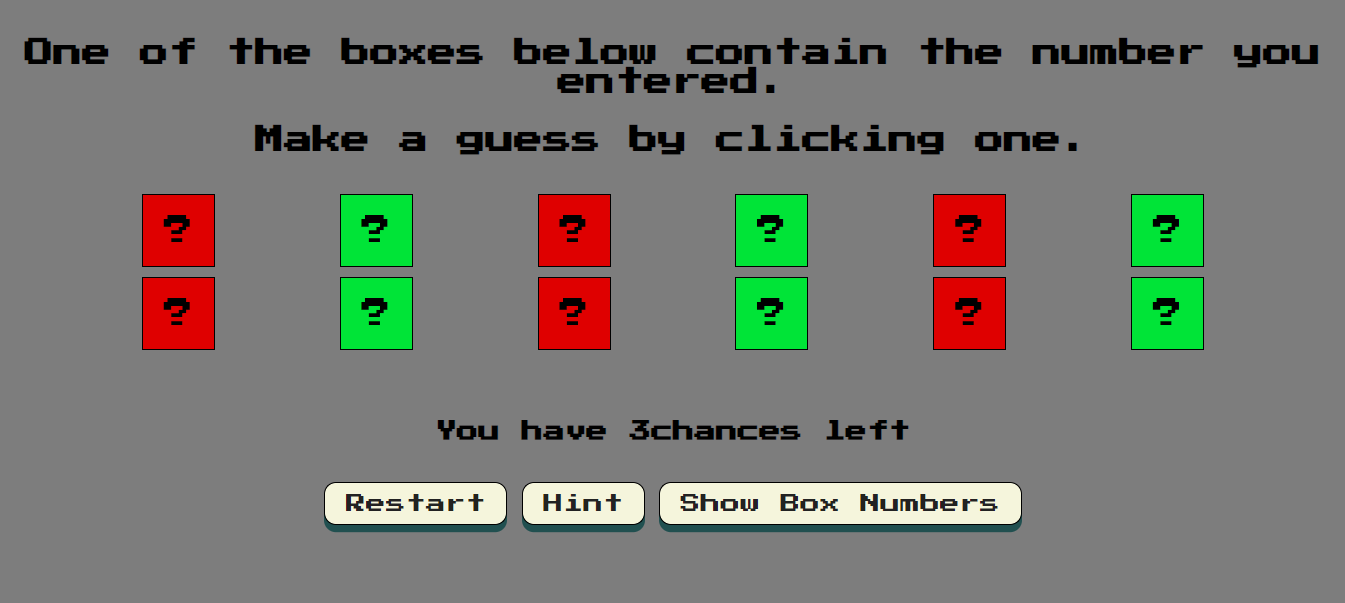 One of the boxes below contain the number you
entered.
Make a guess by clicking one.
? ? ? ? ? ?
? ? ? ? ? ?
You have 3chances left
Restart Hint Show Box Numbers